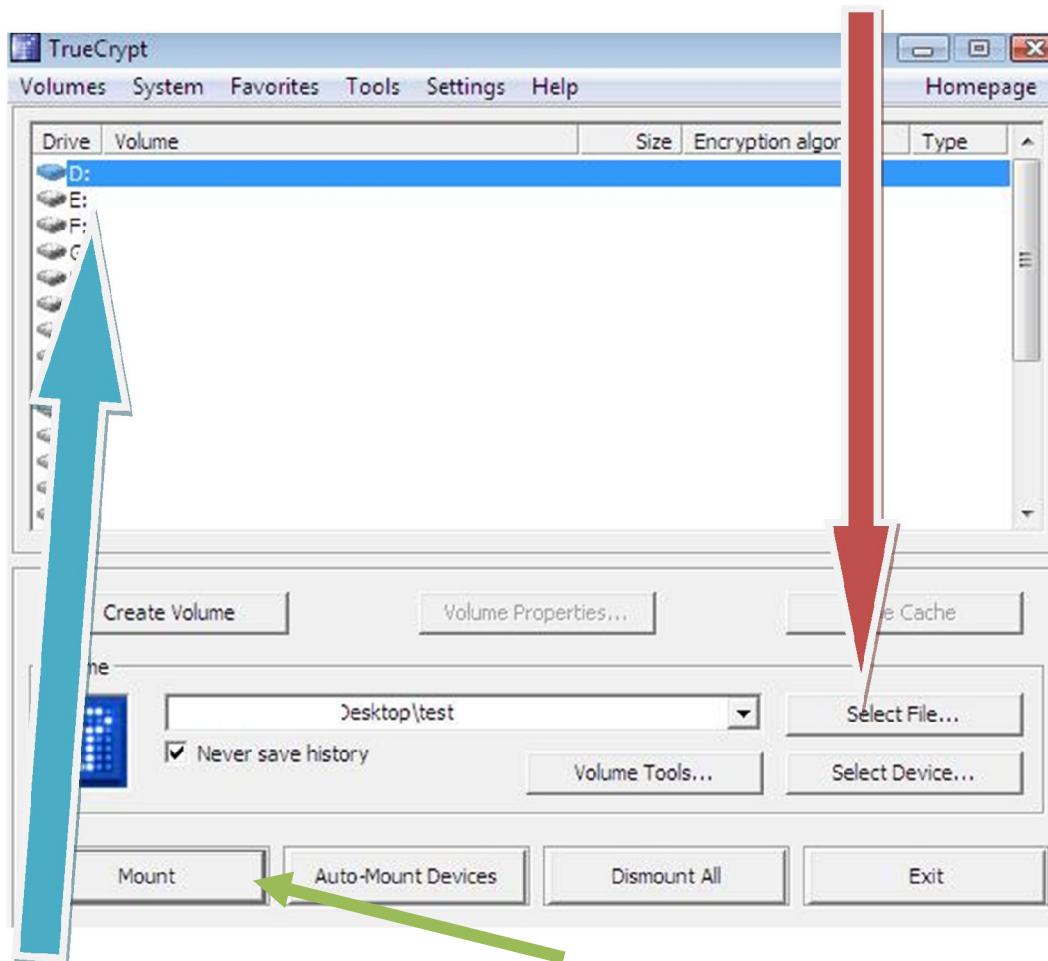 TrueCrypt
Volumes System Favorites Tools Settings Help Homepage
Drive Volume Size Encryption Type
D:
E:
F:
Create Volume Volume Properties... Cache
Desktop\test Select File...
Never save history
Volume Tools... Select Device...
Mount Auto-Mount Devices Dismount All Exit